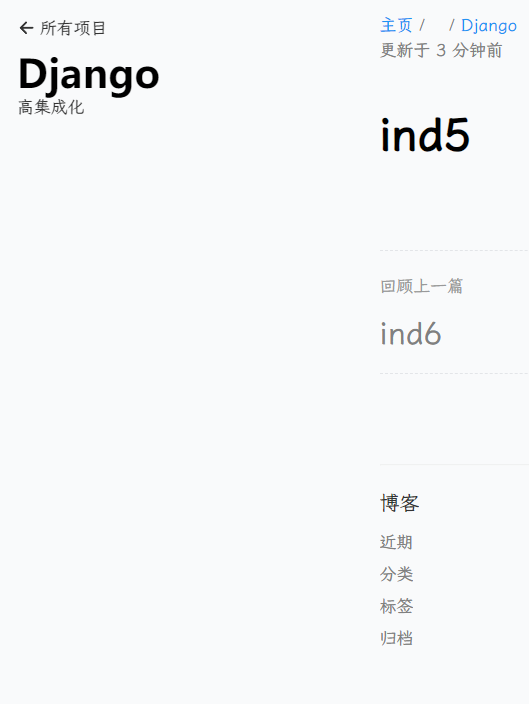 ← 所有项目
Django
高集成化
主页 / / Django
更新于 3 分钟前
ind5
回顾上一篇
ind6
博客
近期
分类
标签
归档